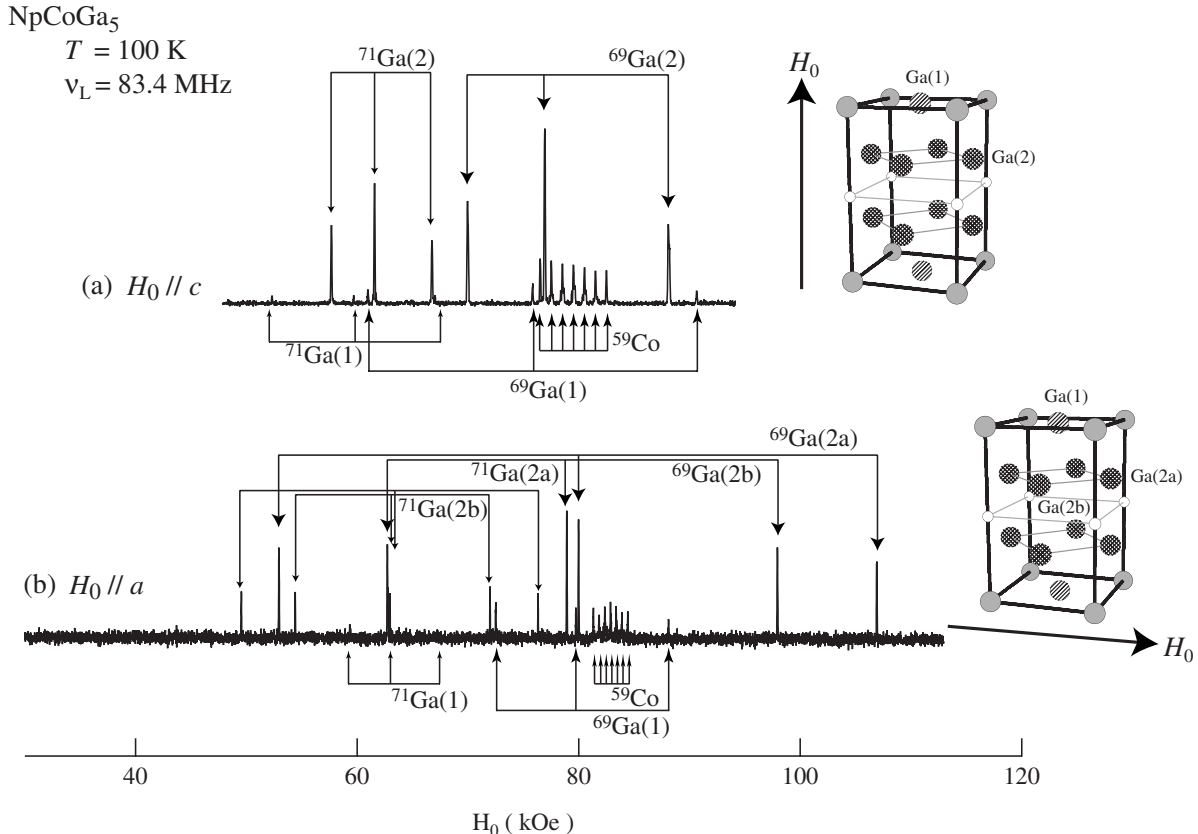 NpCoGa₅
T = 100 K
ν_L = 83.4 MHz
⁷¹Ga(2)
⁶⁹Ga(2)
H₀
Ga(1)
Ga(2)
(a) H₀ // c
⁷¹Ga(1)
⁵⁹Co
⁶⁹Ga(1)
Ga(1)
⁶⁹Ga(2a)
⁷¹Ga(2a)
⁶⁹Ga(2b)
Ga(2a)
⁷¹Ga(2b)
Ga(2b)
(b) H₀ // a
H₀
⁷¹Ga(1)
⁵⁹Co
⁶⁹Ga(1)
40 60 80 100 120
H₀ ( kOe )